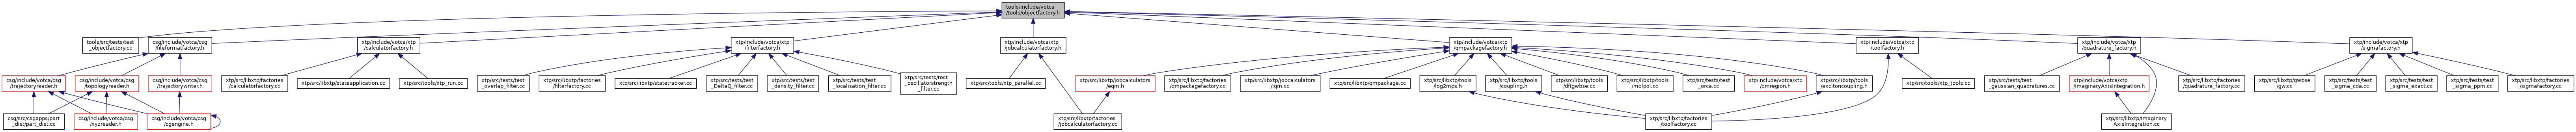 tools/include/votca
/tools/objectfactory.h
tools/src/tests/test
_objectfactory.cc
csg/include/votca/csg
/fileformatfactory.h
xtp/include/votca/xtp
/calculatorfactory.h
xtp/include/votca/xtp
/filterfactory.h
xtp/include/votca/xtp
/jobcalculatorfactory.h
xtp/include/votca/xtp
/qmpackagefactory.h
xtp/include/votca/xtp
/toolfactory.h
xtp/include/votca/xtp
/quadrature_factory.h
xtp/include/votca/xtp
/sigmafactory.h
csg/include/votca/csg
/trajectoryreader.h
csg/include/votca/csg
/topologyreader.h
csg/include/votca/csg
/trajectorywriter.h
xtp/src/libxtp/factories
/calculatorfactory.cc
xtp/src/libxtp/stateapplication.cc
xtp/src/tools/xtp_run.cc
xtp/src/tests/test
_overlap_filter.cc
xtp/src/libxtp/factories
/filterfactory.cc
xtp/src/libxtp/statetracker.cc
xtp/src/tests/test
_DeltaQ_filter.cc
xtp/src/tests/test
_density_filter.cc
xtp/src/tests/test
_localisation_filter.cc
xtp/src/tests/test
_oscillatorstrength
_filter.cc
xtp/src/tools/xtp_parallel.cc
xtp/src/libxtp/jobcalculators
/eqm.h
xtp/src/libxtp/factories
/qmpackagefactory.cc
xtp/src/libxtp/jobcalculators
/iqm.cc
xtp/src/libxtp/qmpackage.cc
xtp/src/libxtp/tools
/log2mps.h
xtp/src/libxtp/tools
/coupling.h
xtp/src/libxtp/tools
/dftgwbse.cc
xtp/src/libxtp/tools
/molpol.cc
xtp/src/tests/test
_orca.cc
xtp/include/votca/xtp
/qmregion.h
xtp/src/libxtp/tools
/excitoncoupling.h
xtp/src/tools/xtp_tools.cc
xtp/src/tests/test
_gaussian_quadratures.cc
xtp/include/votca/xtp
/ImaginaryAxisIntegration.h
xtp/src/libxtp/factories
/quadrature_factory.cc
xtp/src/libxtp/gwbse
/gw.cc
xtp/src/tests/test
_sigma_cda.cc
xtp/src/tests/test
_sigma_exact.cc
xtp/src/tests/test
_sigma_ppm.cc
xtp/src/libxtp/factories
/sigmafactory.cc
csg/src/csgapps/part
_dist/part_dist.cc
csg/include/votca/csg
/xyzreader.h
csg/include/votca/csg
/cgengine.h
xtp/src/libxtp/factories
/jobcalculatorfactory.cc
xtp/src/libxtp/factories
/toolfactory.cc
xtp/src/libxtp/Imaginary
AxisIntegration.cc